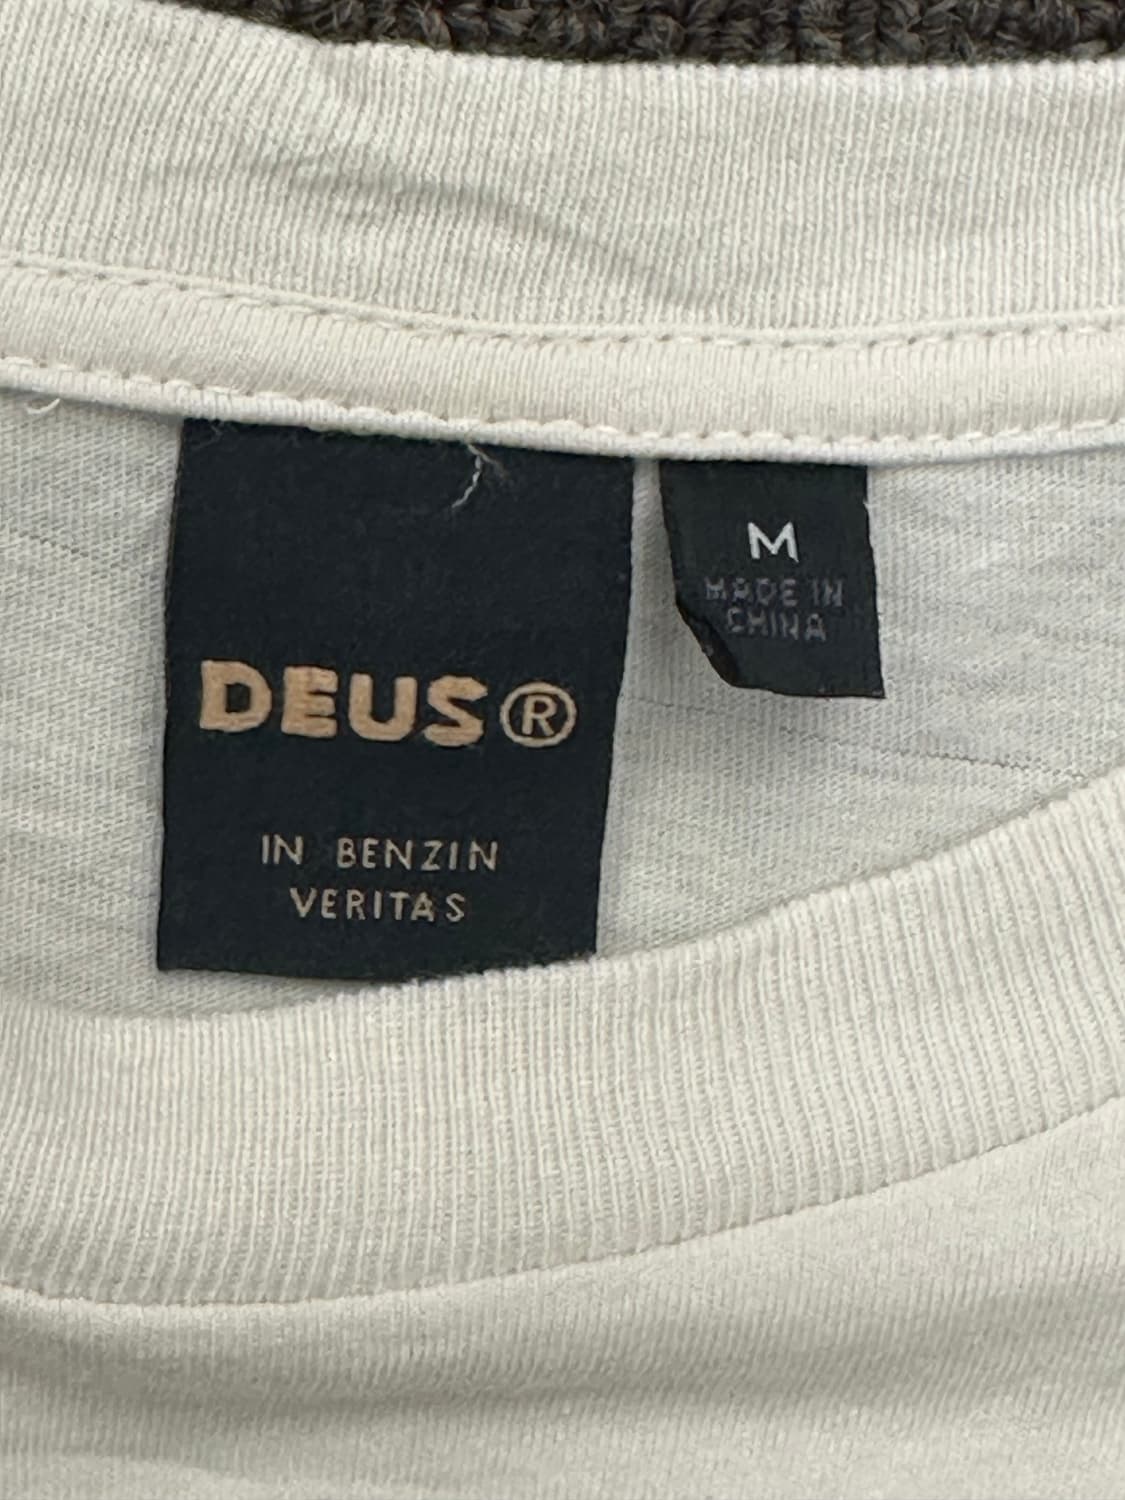 DEUS®
IN BENZIN
VERITAS
M
MADE IN
CHINA